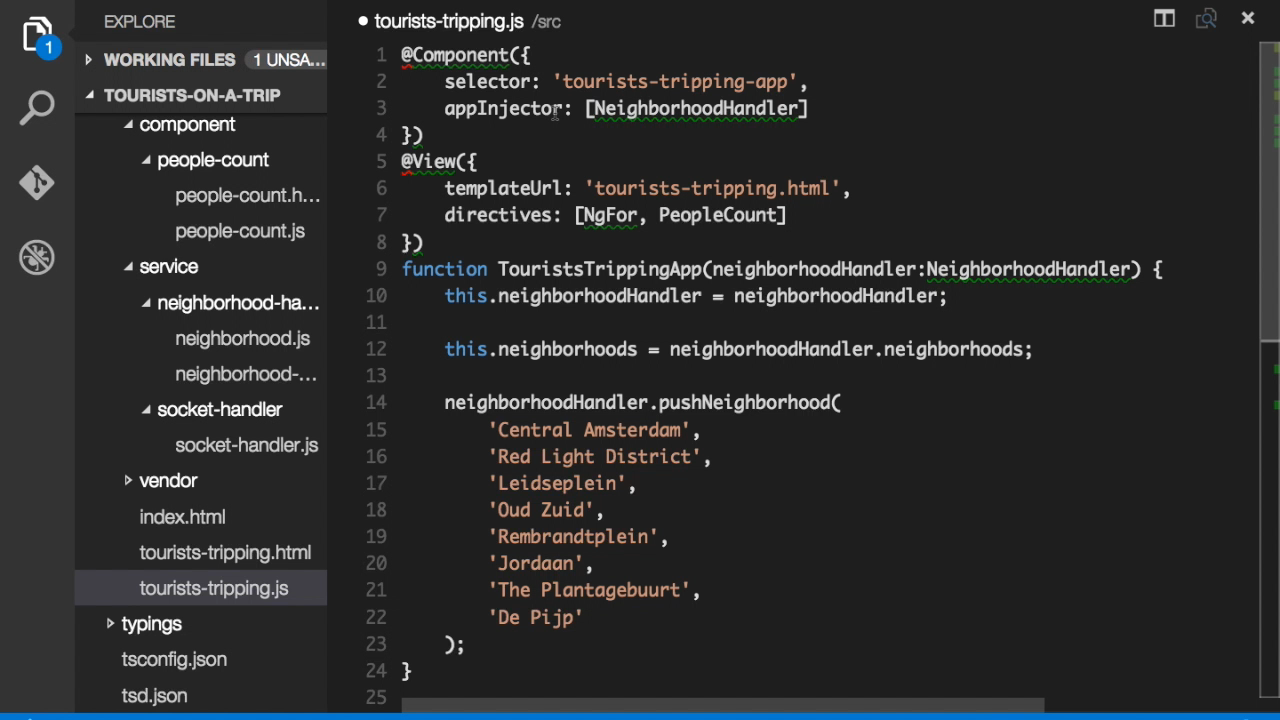 EXPLORE
1
WORKING FILES 1 UNSA...
TOURISTS-ON-A-TRIP
component
people-count
people-count.h...
people-count.js
service
neighborhood-ha...
neighborhood.js
neighborhood-...
socket-handler
socket-handler.js
vendor
index.html
tourists-tripping.html
tourists-tripping.js
typings
tsconfig.json
tsd.json
tourists-tripping.js /src
1 @Component({
2 selector: 'tourists-tripping-app',
3 appInjector: [NeighborhoodHandler]
4 })
5 @View({
6 templateUrl: 'tourists-tripping.html',
7 directives: [NgFor, PeopleCount]
8 })
9 function TouristsTrippingApp(neighborhoodHandler:NeighborhoodHandler) {
10 this.neighborhoodHandler = neighborhoodHandler;
11
12 this.neighborhoods = neighborhoodHandler.neighborhoods;
13
14 neighborhoodHandler.pushNeighborhood(
15 'Central Amsterdam',
16 'Red Light District',
17 'Leidseplein',
18 'Oud Zuid',
19 'Rembrandtplein',
20 'Jordaan',
21 'The Plantagebuurt',
22 'De Pijp'
23 );
24 }
25